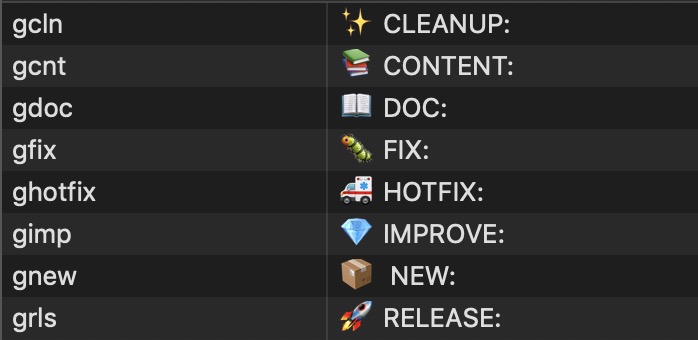 gcln ✨ CLEANUP:
gcnt 📚 CONTENT:
gdoc 📖 DOC:
gfix 🐛 FIX:
ghotfix 🚑 HOTFIX:
gimp 💎 IMPROVE:
gnew 📦 NEW:
grls 🚀 RELEASE: